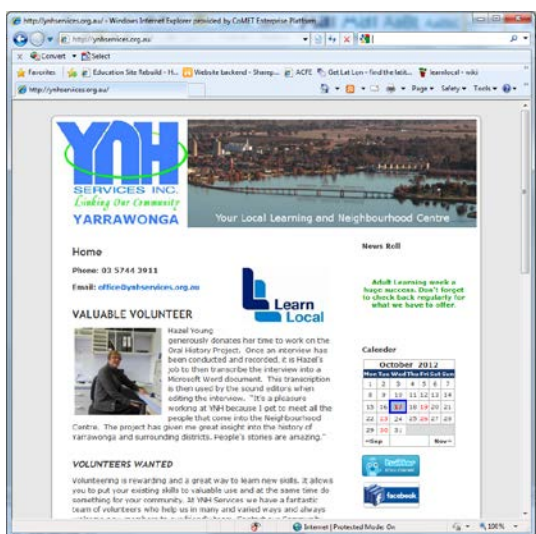 http://ynhservices.org.au/ - Windows Internet Explorer provided by CoMET Enterprise Platform
http://ynhservices.org.au/
Convert Select
Favorites Education Site Rebuild - H... Website backend - Sharep... ACFE Get Lat Lon - find the latit... learnlocal - wiki
http://ynhservices.org.au/
Page Safety Tools
YNH
SERVICES INC.
Linking Our Community
YARRAWONGA
Your Local Learning and Neighbourhood Centre
Home
Phone: 03 5744 3911
Email: office@ynhservices.org.au
Learn
Local
VALUABLE VOLUNTEER
Hazel Young
generously donates her time to work on the
Oral History Project. Once an interview has
been conducted and recorded, it is Hazel's
job to then transcribe the interview into a
Microsoft Word document. This transcription
is then used by the sound editors when
editing the interview. "It's a pleasure
working at YNH because I get to meet all the
people that come into the Neighbourhood
Centre. The project has given me great insight into the history of
Yarrawonga and surrounding districts. People's stories are amazing."
VOLUNTEERS WANTED
Volunteering is rewarding and a great way to learn new skills. It allows
you to put your existing skills to valuable use and at the same time do
something for your community. At YNH Services we have a fantastic
team of volunteers who help us in many and varied ways and always
News Roll
Adult Learning week a
huge success. Don't forget
to check back regularly for
what we have to offer.
Calender
October 2012
Mon Tue Wed Thu Fri Sat Sun
1 2 3 4 5 6 7
8 9 10 11 12 13 14
15 16 17 18 19 20 21
22 23 24 25 26 27 28
29 30 31
«Sep Nov»
twitter
facebook
Internet | Protected Mode: On
100%